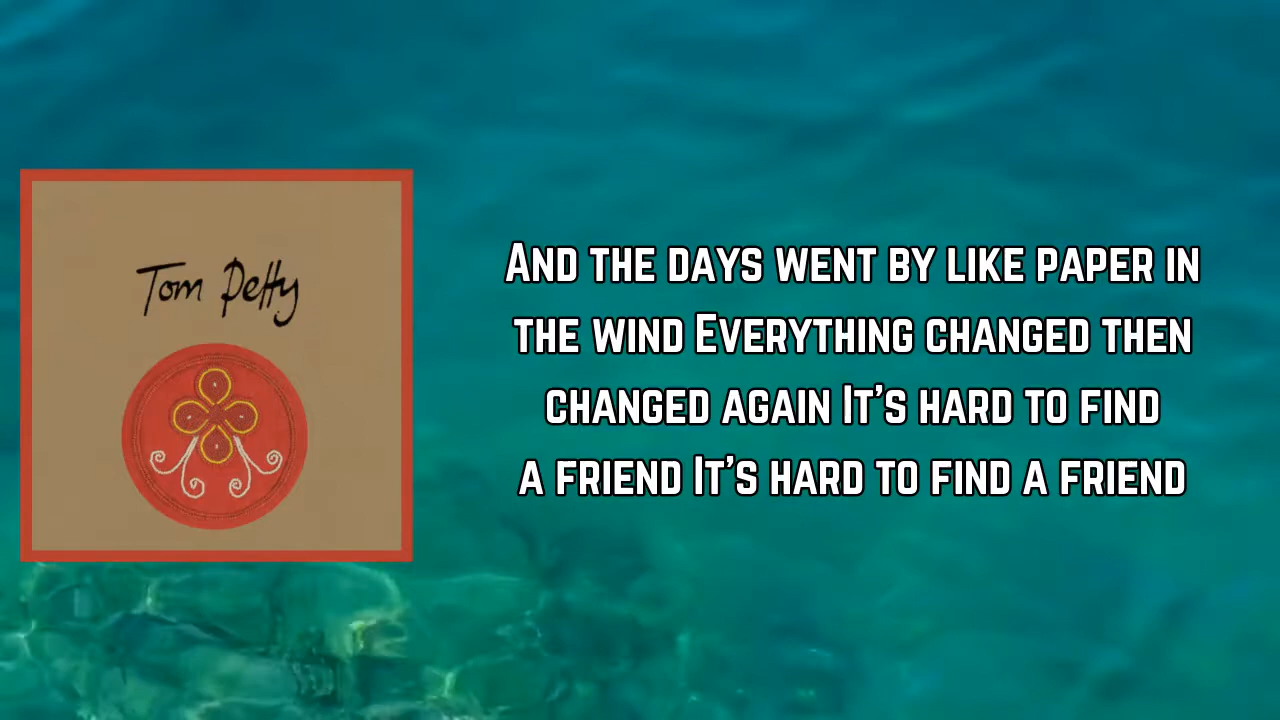 Tom Petty
And the days went by like paper in
the wind Everything changed then
changed again It's hard to find
a friend It's hard to find a friend